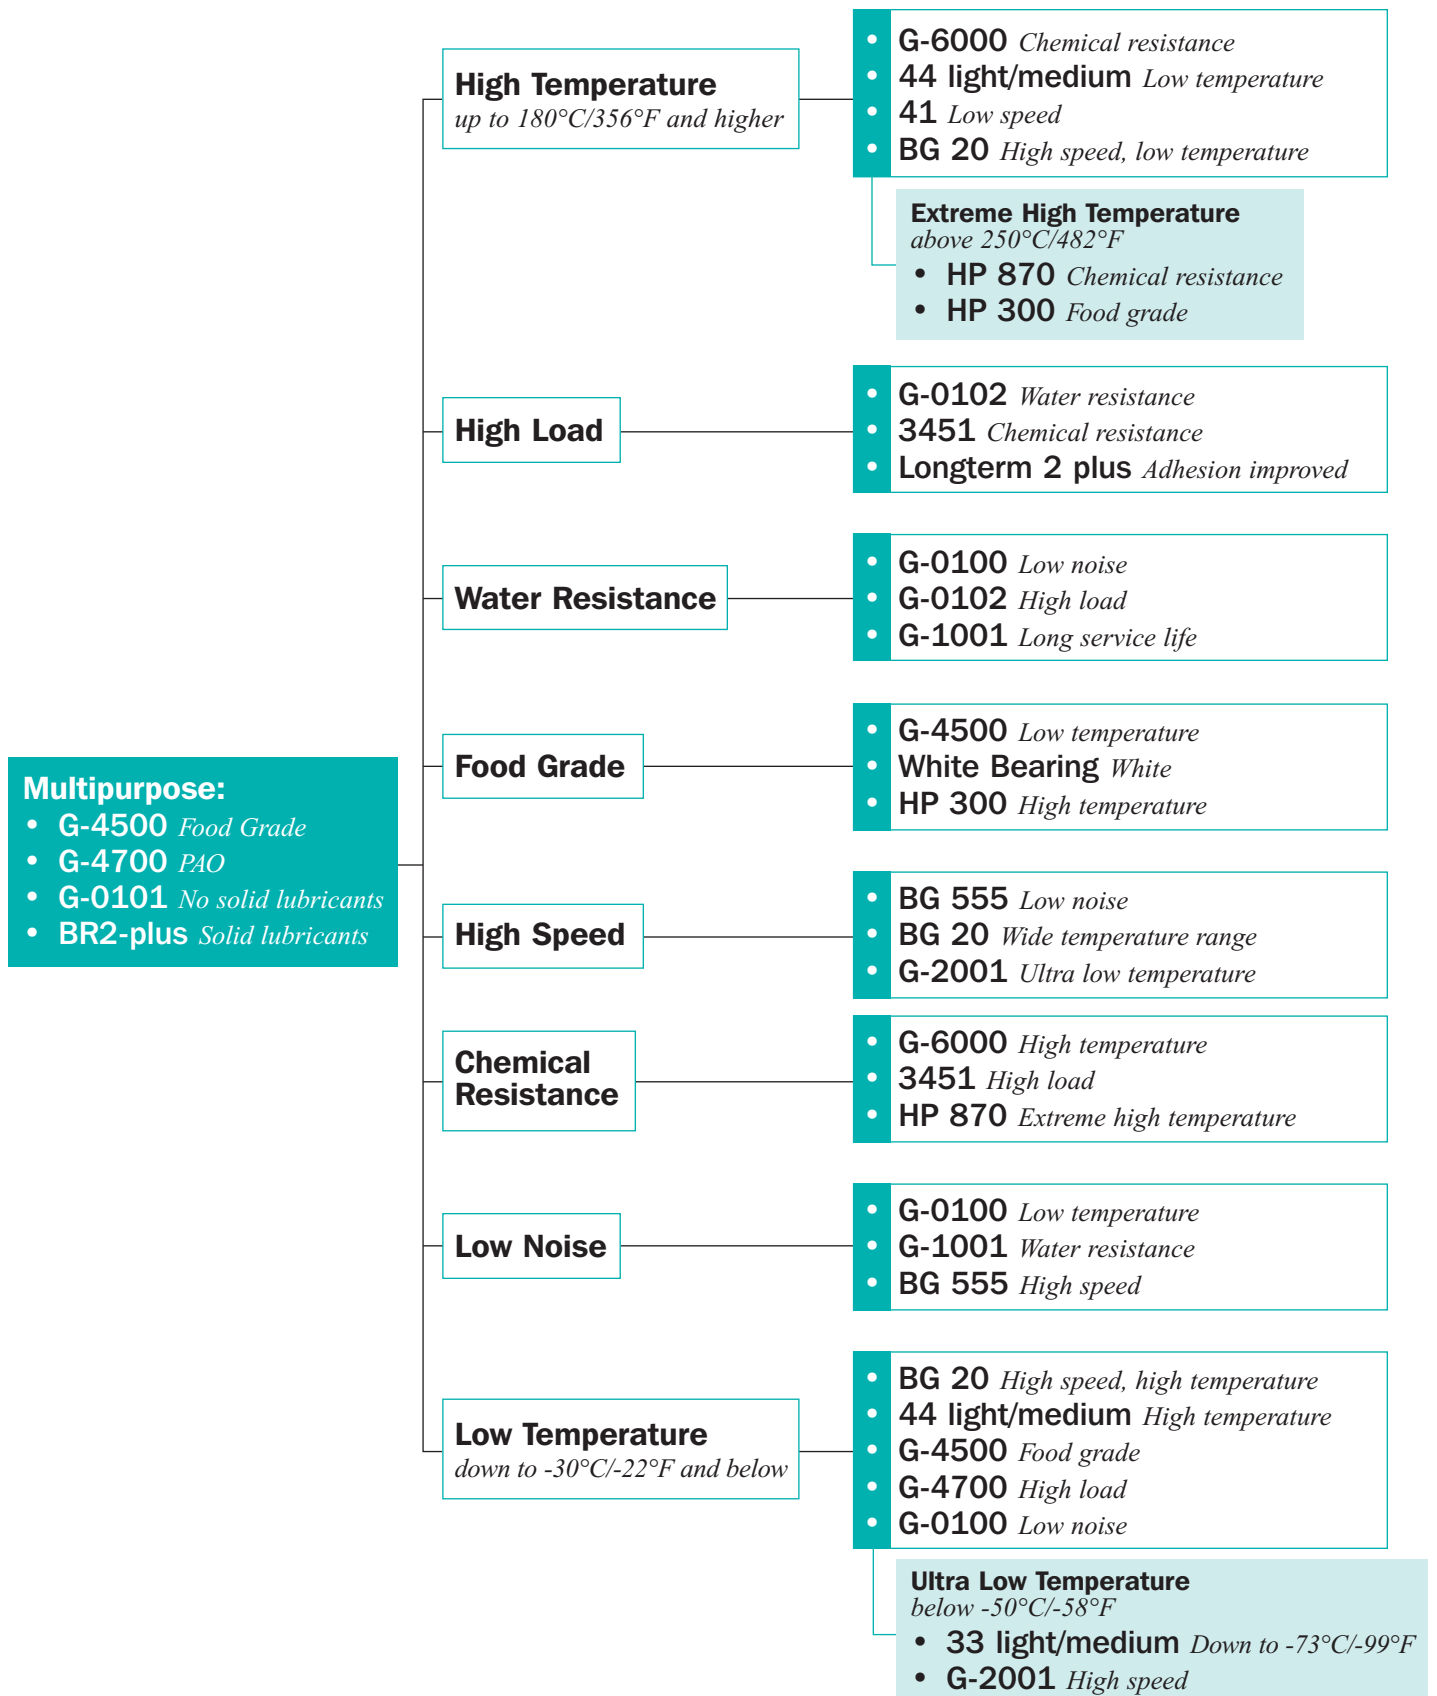 Multipurpose:
• G-4500 Food Grade
• G-4700 PAO
• G-0101 No solid lubricants
• BR2-plus Solid lubricants
High Temperature
up to 180°C/356°F and higher
• G-6000 Chemical resistance
• 44 light/medium Low temperature
• 41 Low speed
• BG 20 High speed, low temperature
Extreme High Temperature
above 250°C/482°F
• HP 870 Chemical resistance
• HP 300 Food grade
High Load
• G-0102 Water resistance
• 3451 Chemical resistance
• Longterm 2 plus Adhesion improved
Water Resistance
• G-0100 Low noise
• G-0102 High load
• G-1001 Long service life
Food Grade
• G-4500 Low temperature
• White Bearing White
• HP 300 High temperature
High Speed
• BG 555 Low noise
• BG 20 Wide temperature range
• G-2001 Ultra low temperature
Chemical
Resistance
• G-6000 High temperature
• 3451 High load
• HP 870 Extreme high temperature
Low Noise
• G-0100 Low temperature
• G-1001 Water resistance
• BG 555 High speed
Low Temperature
down to -30°C/-22°F and below
• BG 20 High speed, high temperature
• 44 light/medium High temperature
• G-4500 Food grade
• G-4700 High load
• G-0100 Low noise
Ultra Low Temperature
below -50°C/-58°F
• 33 light/medium Down to -73°C/-99°F
• G-2001 High speed